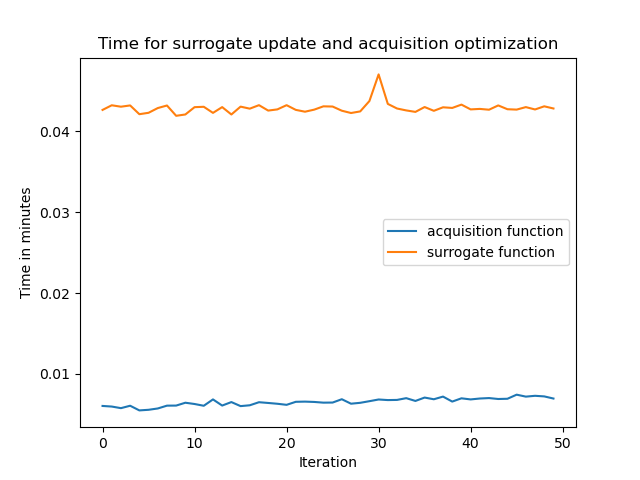 Time for surrogate update and acquisition optimization
Time in minutes
0.04
0.03
0.02
0.01
acquisition function
surrogate function
0 10 20 30 40 50
Iteration